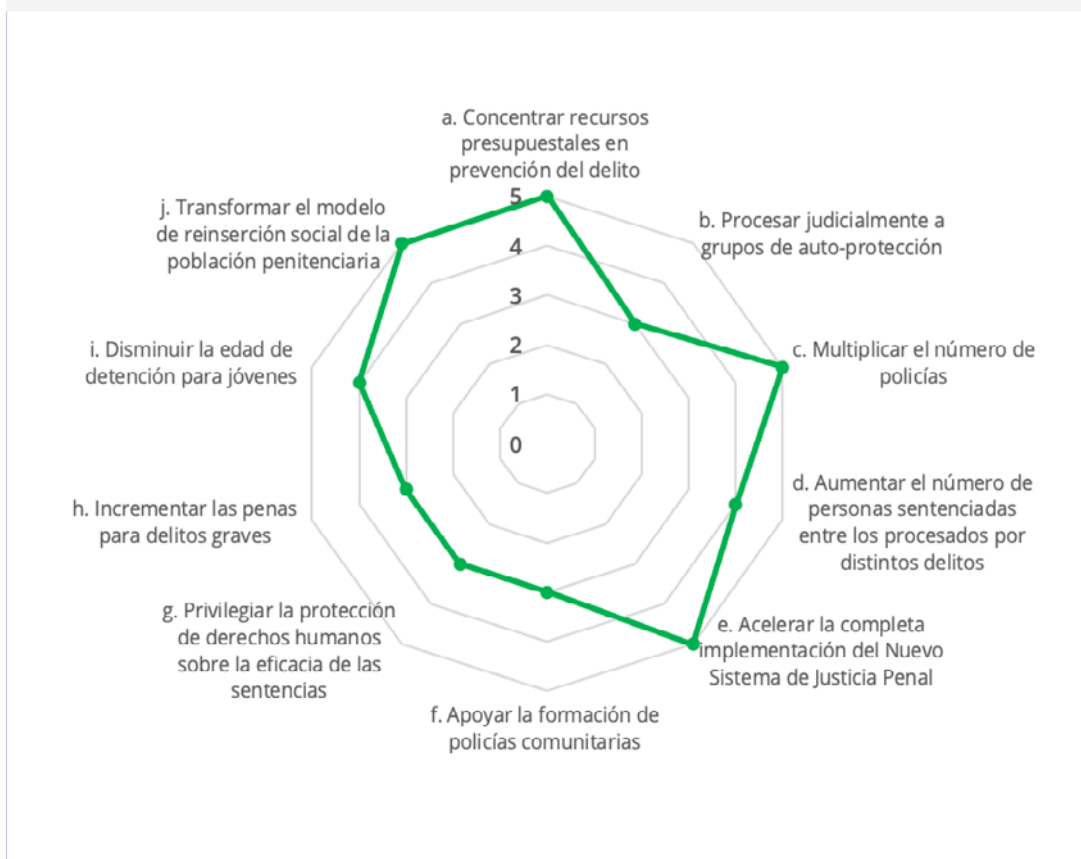 a. Concentrar recursos
presupuestales en
prevención del delito
b. Procesar judicialmente a
grupos de auto-protección
c. Multiplicar el número de
policías
d. Aumentar el número de
personas sentenciadas
entre los procesados por
distintos delitos
e. Acelerar la completa
implementación del Nuevo
Sistema de Justicia Penal
f. Apoyar la formación de
policías comunitarias
g. Privilegiar la protección
de derechos humanos
sobre la eficacia de las
sentencias
h. Incrementar las penas
para delitos graves
i. Disminuir la edad de
detención para jóvenes
j. Transformar el modelo
de reinserción social de la
población penitenciaria
5
4
3
2
1
0